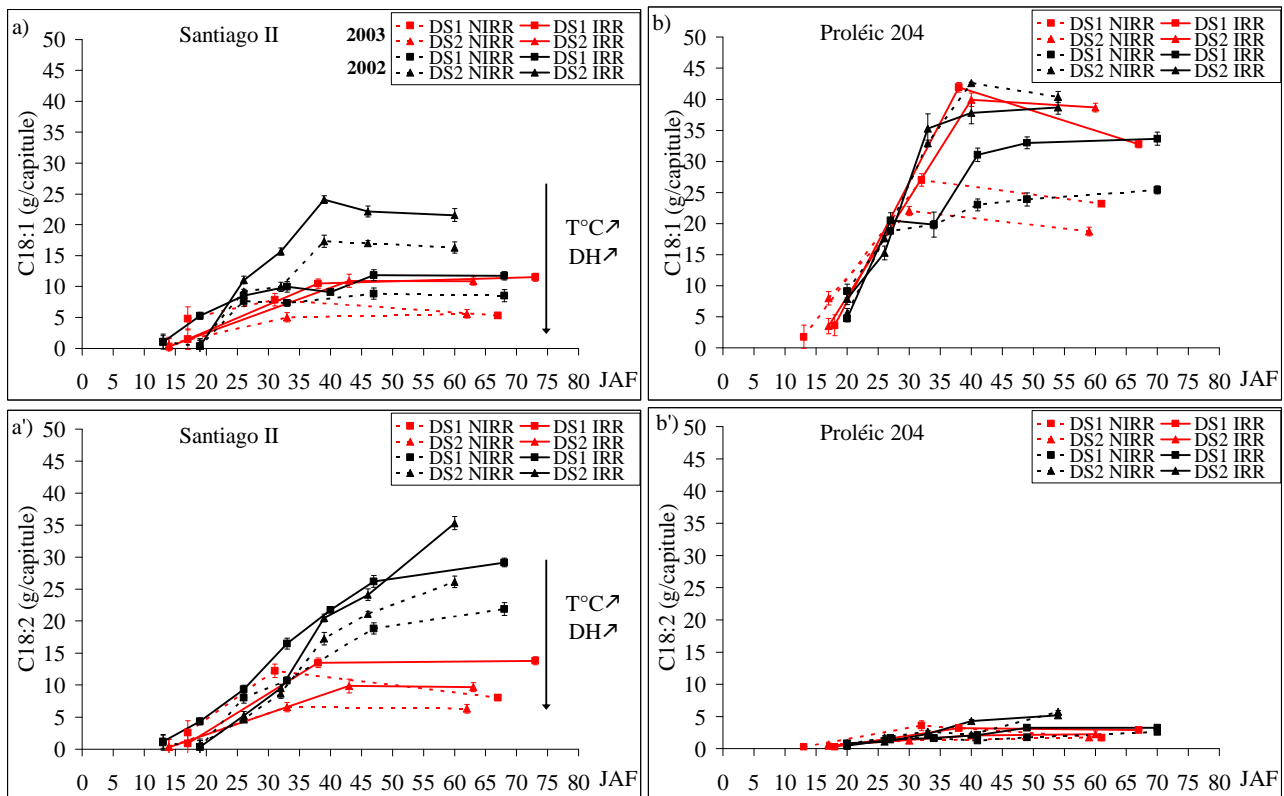 a)
Santiago II
2003
2002
DS1 NIRR DS1 IRR
DS2 NIRR DS2 IRR
DS1 NIRR DS1 IRR
DS2 NIRR DS2 IRR
C18:1 (g/capitule)
50
45
40
35
30
25
20
15
10
5
0
T°C↗
DH↗
0 5 10 15 20 25 30 35 40 45 50 55 60 65 70 75 80
JAF
b)
Proléic 204
DS1 NIRR DS1 IRR
DS2 NIRR DS2 IRR
DS1 NIRR DS1 IRR
DS2 NIRR DS2 IRR
C18:1 (g/capitule)
50
45
40
35
30
25
20
15
10
5
0
0 5 10 15 20 25 30 35 40 45 50 55 60 65 70 75 80
JAF
a')
Santiago II
DS1 NIRR DS1 IRR
DS2 NIRR DS2 IRR
DS1 NIRR DS1 IRR
DS2 NIRR DS2 IRR
C18:2 (g/capitule)
50
45
40
35
30
25
20
15
10
5
0
T°C↗
DH↗
0 5 10 15 20 25 30 35 40 45 50 55 60 65 70 75 80
JAF
b')
Proléic 204
DS1 NIRR DS1 IRR
DS2 NIRR DS2 IRR
DS1 NIRR DS1 IRR
DS2 NIRR DS2 IRR
C18:2 (g/capitule)
50
45
40
35
30
25
20
15
10
5
0
0 5 10 15 20 25 30 35 40 45 50 55 60 65 70 75 80
JAF